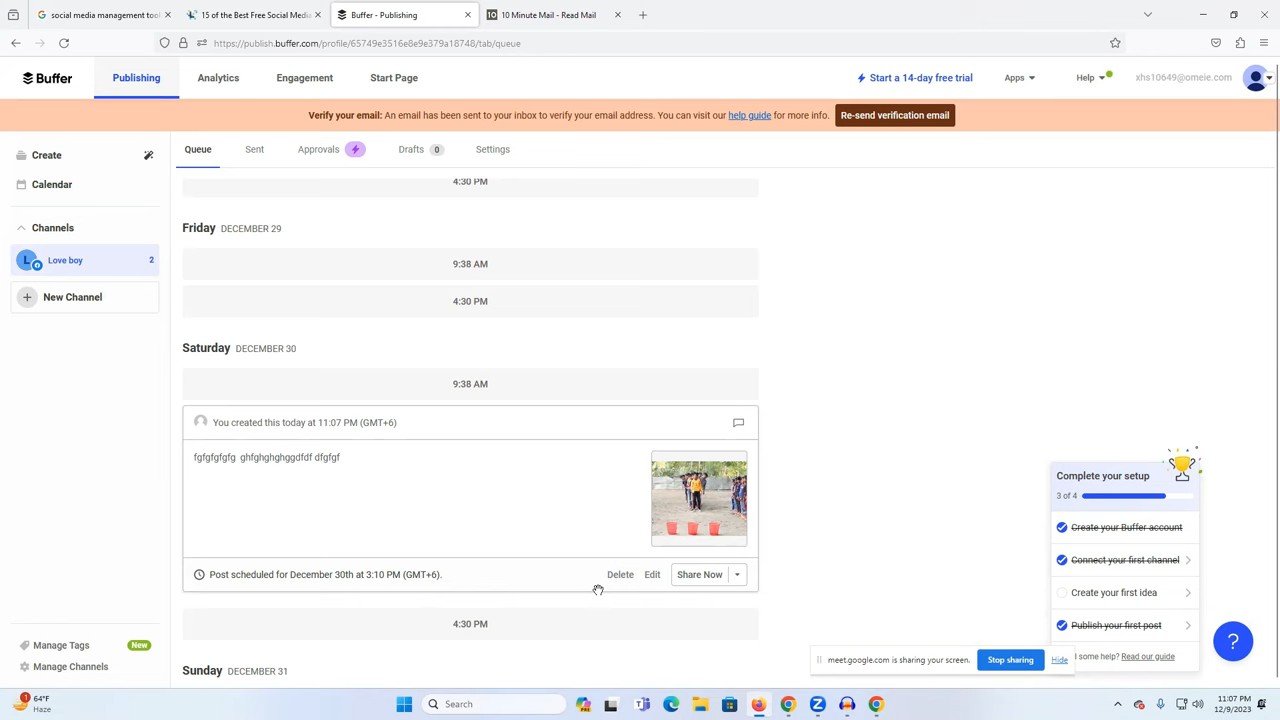 social media management tool
15 of the Best Free Social Media
Buffer - Publishing
10 Minute Mail - Read Mail
https://publish.buffer.com/profile/65749e3516e8e9e379a18748/tab/queue
Buffer
Publishing
Analytics
Engagement
Start Page
Start a 14-day free trial
Apps
Help
xhs10649@omeie.com
Verify your email: An email has been sent to your inbox to verify your email address. You can visit our help guide for more info.
Re-send verification email
Create
Calendar
Channels
L
Love boy
2
New Channel
Manage Tags
New
Manage Channels
Queue
Sent
Approvals
Drafts 0
Settings
4:30 PM
Friday DECEMBER 29
9:38 AM
4:30 PM
Saturday DECEMBER 30
9:38 AM
You created this today at 11:07 PM (GMT+6)
fgfgfgfgfg ghfghghghggdfdf dfgfgf
Post scheduled for December 30th at 3:10 PM (GMT+6).
Delete
Edit
Share Now
4:30 PM
Sunday DECEMBER 31
Complete your setup
3 of 4
Create your Buffer account
Connect your first channel
Create your first idea
Publish your first post
some help? Read our guide
?
meet.google.com is sharing your screen.
Stop sharing
Hide
1
64°F
Haze
Search
11:07 PM
12/9/2023